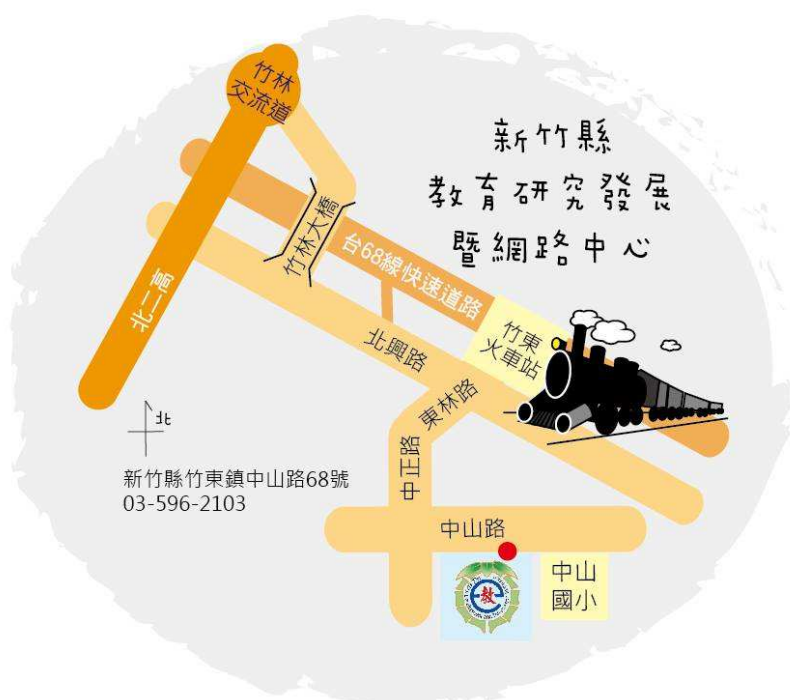 竹林
交流道
新竹縣
教育研究發展
暨網路中心
竹林大橋
台68線快速道路
北二高
北興路
竹東
火車站
東林路
北
中正路
新竹縣竹東鎮中山路68號
03-596-2103
中山路
教
中山
國小